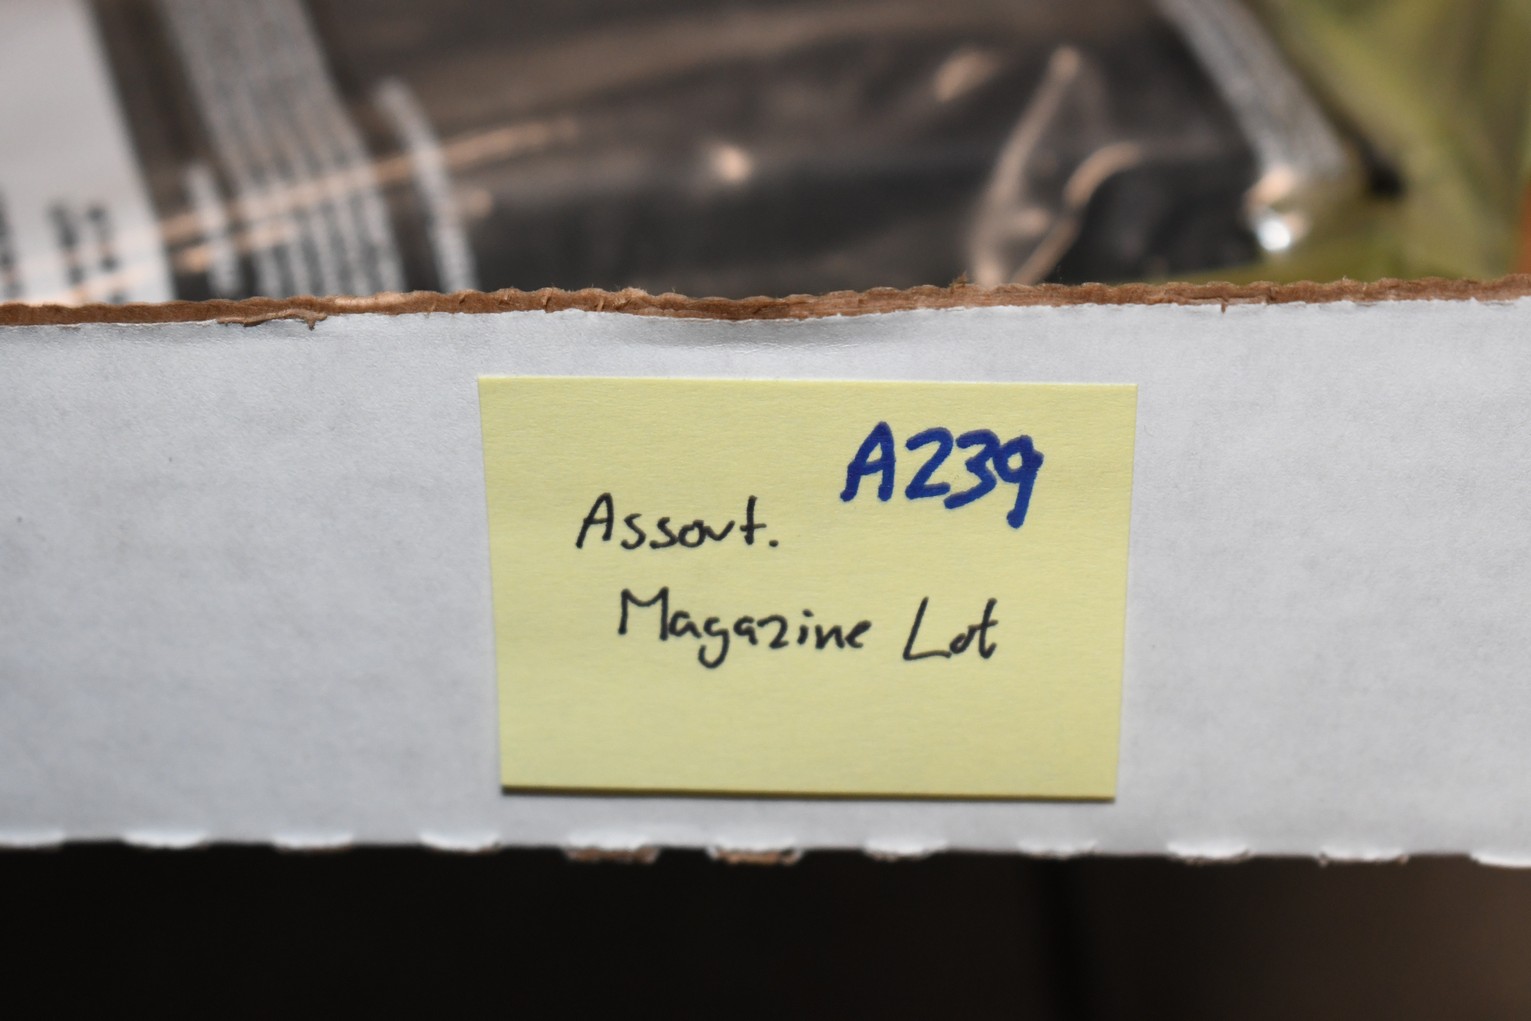 A239
Assort.
Magazine Lot